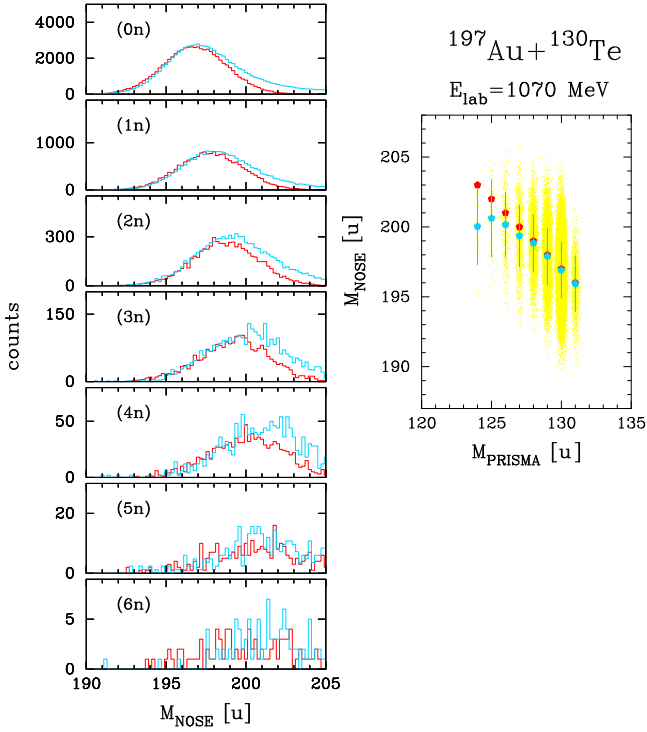 4000
2000
0
(0n)
1000
0
(1n)
300
0
(2n)
150
0
(3n)
50
0
(4n)
20
0
(5n)
5
0
(6n)
counts
190 195 200 205
M_NOSE [u]
¹⁹⁷Au+¹³⁰Te
E_lab=1070 MeV
205
200
195
190
M_NOSE [u]
120 125 130 135
M_PRISMA [u]